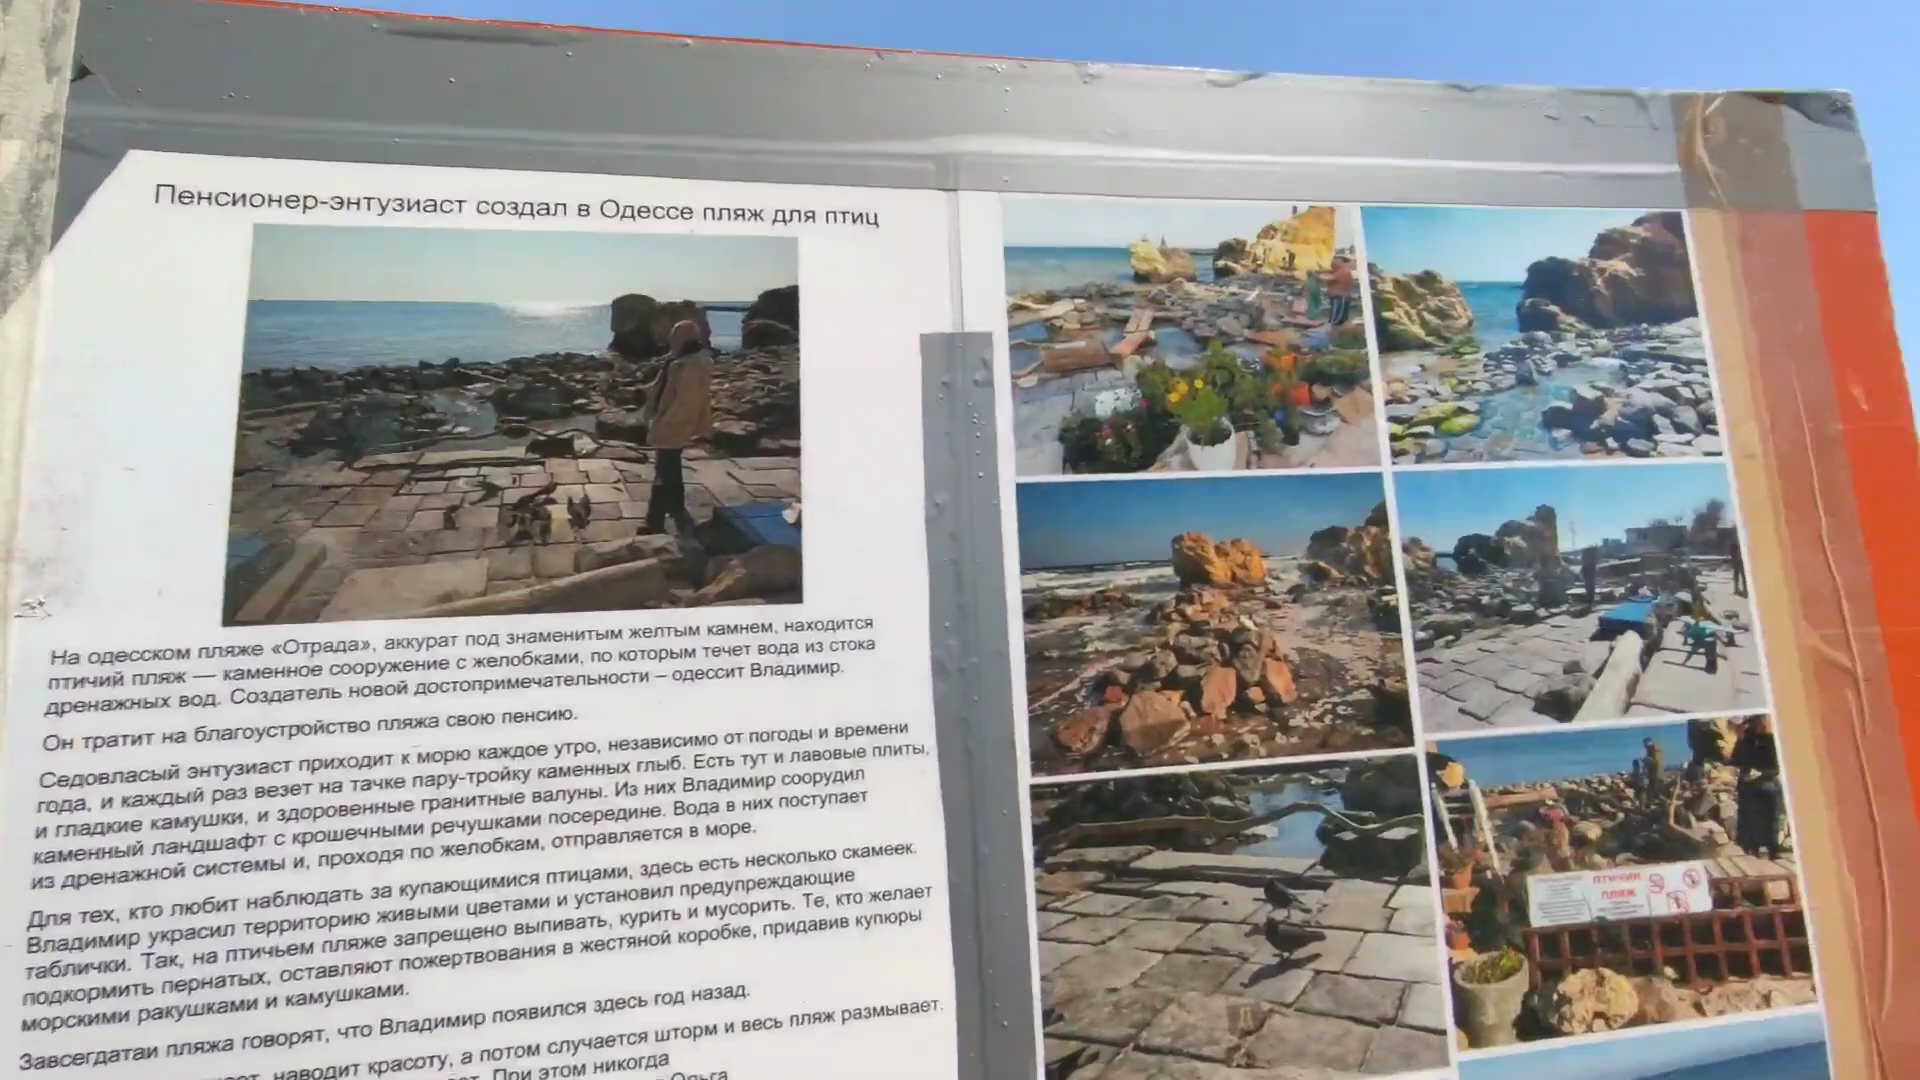 Пенсионер-энтузиаст создал в Одессе пляж для птиц
На одесском пляже «Отрада», аккурат под знаменитым желтым камнем, находится
птичий пляж — каменное сооружение с желобками, по которым течет вода из стока
дренажных вод. Создатель новой достопримечательности – одессит Владимир.
Он тратит на благоустройство пляжа свою пенсию.
Седовласый энтузиаст приходит к морю каждое утро, независимо от погоды и времени
года, и каждый раз везет на тачке пару-тройку каменных глыб. Есть тут и лавовые плиты,
и гладкие камушки, и здоровенные гранитные валуны. Из них Владимир соорудил
каменный ландшафт с крошечными речушками посередине. Вода в них поступает
из дренажной системы и, проходя по желобкам, отправляется в море.
Для тех, кто любит наблюдать за купающимися птицами, здесь есть несколько скамеек.
Владимир украсил территорию живыми цветами и установил предупреждающие
таблички. Так, на птичьем пляже запрещено выпивать, курить и мусорить. Те, кто желает
подкормить пернатых, оставляют пожертвования в жестяной коробке, придавив купюры
морскими ракушками и камушками.
Завсегдатаи пляжа говорят, что Владимир появился здесь год назад.
наводит красоту, а потом случается шторм и весь пляж размывает.
При этом никогда
Ольга
ПТИЧИЙ
ПЛЯЖ